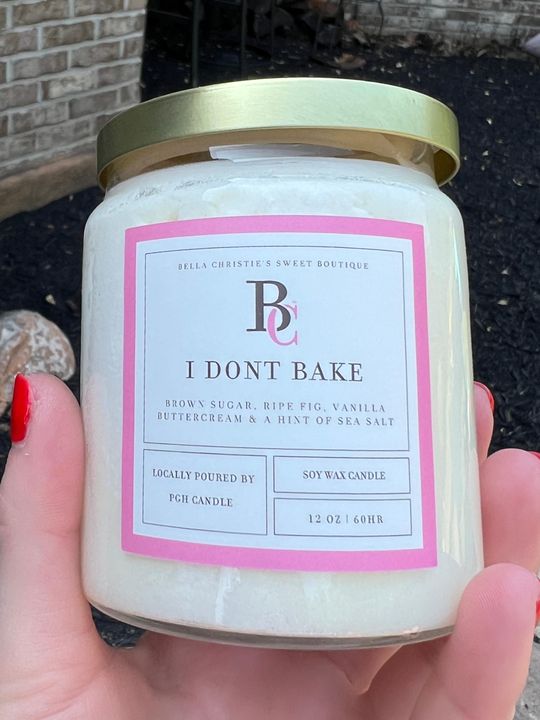 BELLA CHRISTIE'S SWEET BOUTIQUE
BC
I DONT BAKE
BROWN SUGAR, RIPE FIG, VANILLA
BUTTERCREAM & A HINT OF SEA SALT
LOCALLY POURED BY
PGH CANDLE
SOY WAX CANDLE
12 OZ | 60HR